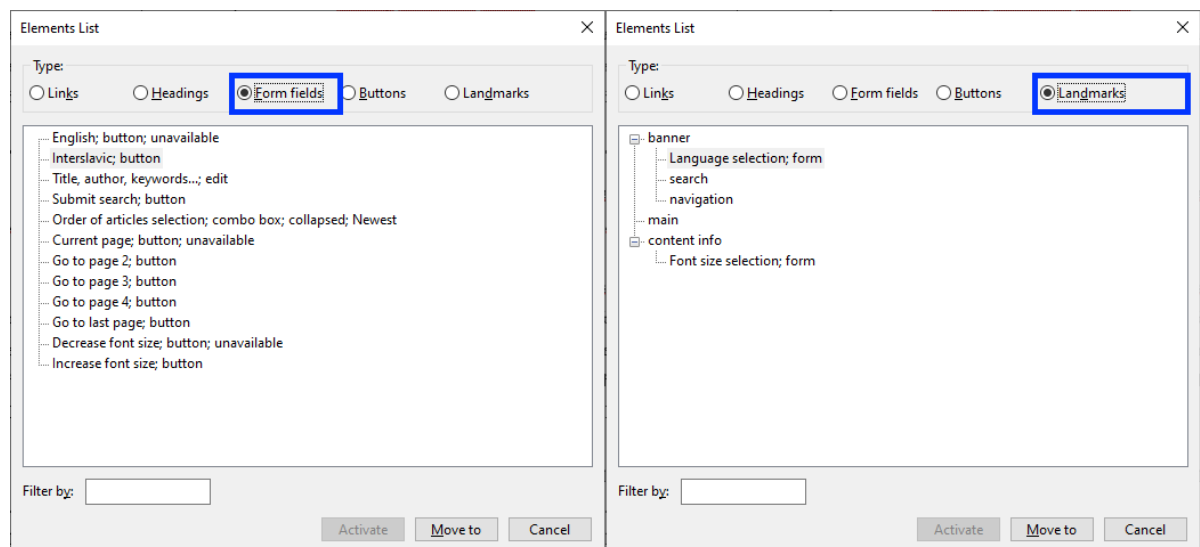 Elements List
Type:
Links Headings Form fields Buttons Landmarks
English; button; unavailable
Interslavic; button
Title, author, keywords...; edit
Submit search; button
Order of articles selection; combo box; collapsed; Newest
Current page; button; unavailable
Go to page 2; button
Go to page 3; button
Go to page 4; button
Go to last page; button
Decrease font size; button; unavailable
Increase font size; button
Filter by:
Activate Move to Cancel
Elements List
Type:
Links Headings Form fields Buttons Landmarks
banner
Language selection; form
search
navigation
main
content info
Font size selection; form
Filter by:
Activate Move to Cancel